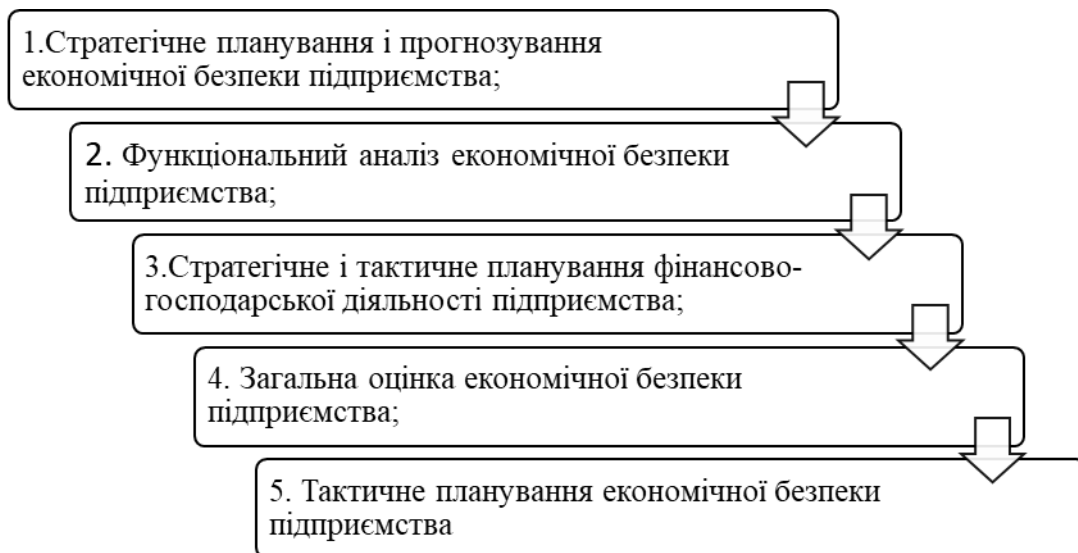 1.Стратегічне планування і прогнозування
економічної безпеки підприємства;
2. Функціональний аналіз економічної безпеки
підприємства;
3.Стратегічне і тактичне планування фінансово-
господарської діяльності підприємства;
4. Загальна оцінка економічної безпеки
підприємства;
5. Тактичне планування економічної безпеки
підприємства